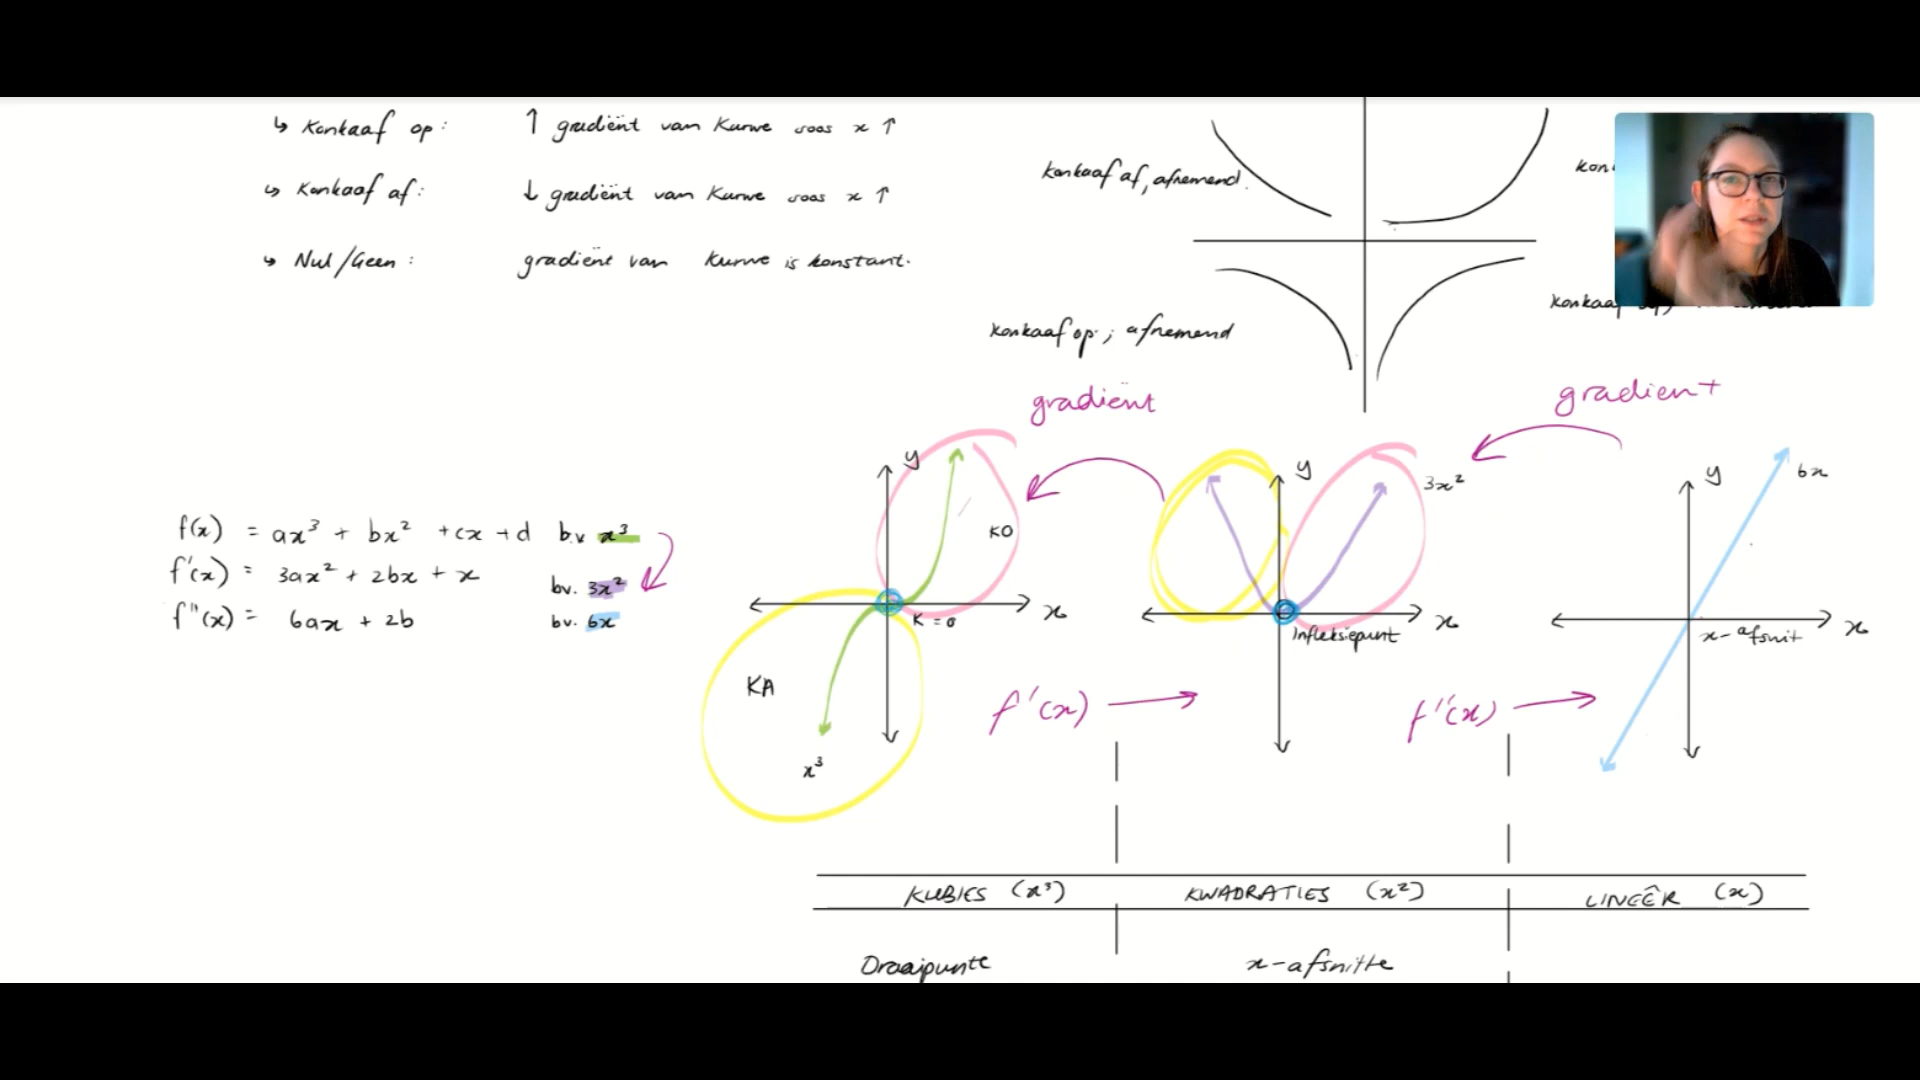 ↳ Konkaaf op: ↑ gradiënt van Kurwe soos x ↑
↳ Konkaaf af: ↓ gradiënt van Kurwe soos x ↑
↳ Nul/Geen: gradiënt van Kurwe is konstant.
Konkaaf af, afnemend.
Konkaaf op; afnemend
gradiënt
gradient
f(x) = ax³ + bx² + cx + d bv x³
f'(x) = 3ax² + 2bx + x bv. 3x²
f''(x) = 6ax + 2b bv. 6x
y
KO
x
K = 0
KA
x³
y
3x²
x
Infleksiepunt
y
6x
x-afsnit
x
f'(x) →
f''(x) →
KUBIES (x³) KWADRATIES (x²) LINEÊR (x)
Draaipunte x-afsnitte